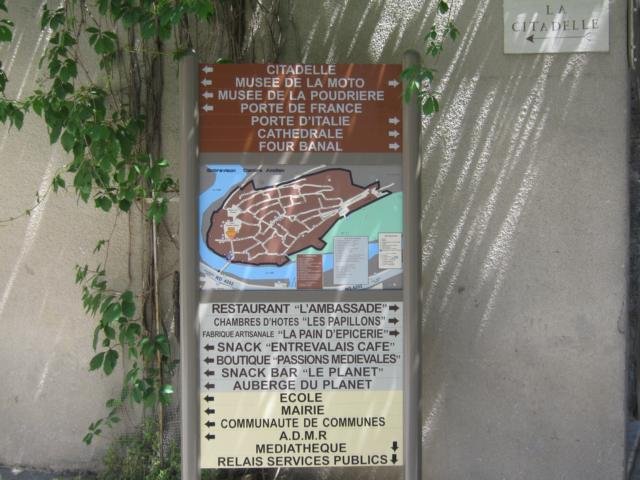 LA
CITADELLE
CITADELLE
MUSEE DE LA MOTO
MUSEE DE LA POUDRIERE
PORTE DE FRANCE
PORTE D'ITALIE
CATHEDRALE
FOUR BANAL
RESTAURANT "L'AMBASSADE"
CHAMBRES D'HOTES "LES PAPILLONS"
FABRIQUE ARTISANALE "LA PAIN D'EPICERIE"
SNACK "ENTREVALAIS CAFE"
BOUTIQUE "PASSIONS MEDIEVALES"
SNACK BAR "LE PLANET"
AUBERGE DU PLANET
ECOLE
MAIRIE
COMMUNAUTE DE COMMUNES
A.D.M.R
MEDIATHEQUE
RELAIS SERVICES PUBLICS